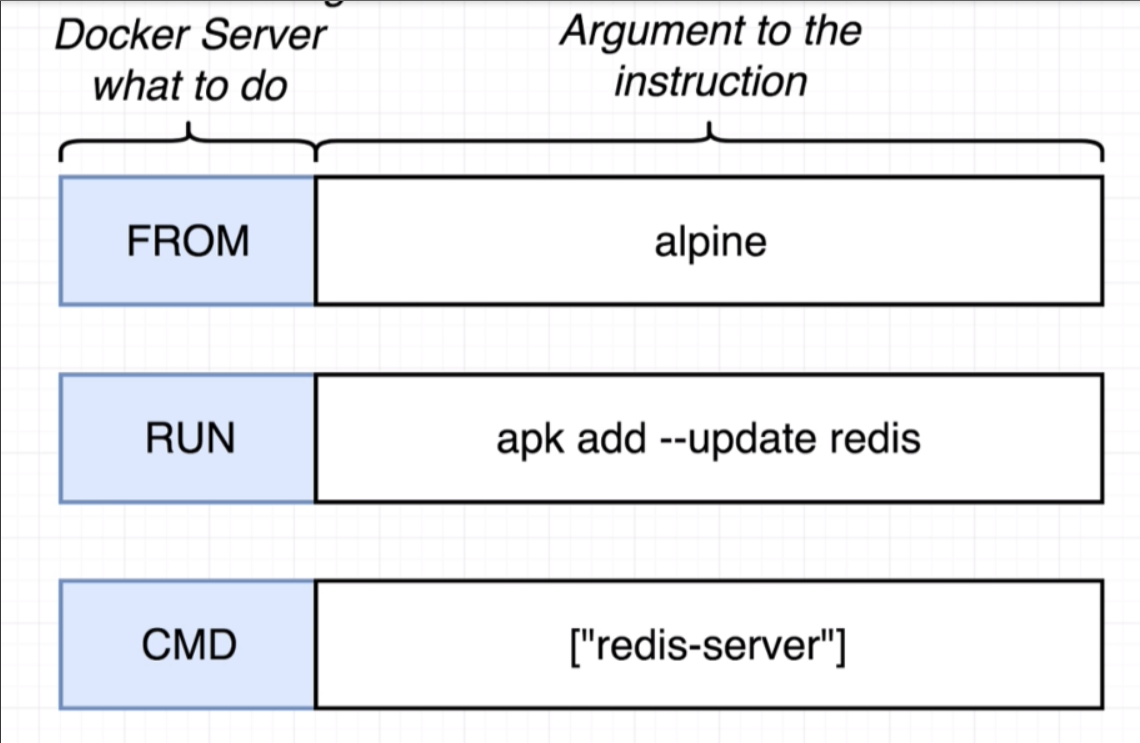 Docker Server
what to do
Argument to the
instruction
FROM
alpine
RUN
apk add --update redis
CMD
["redis-server"]